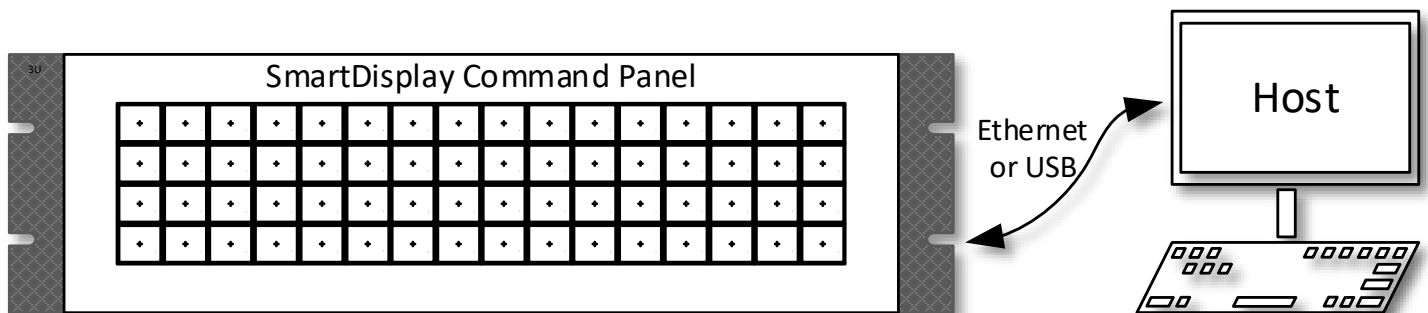 3U
SmartDisplay Command Panel
Ethernet
or USB
Host